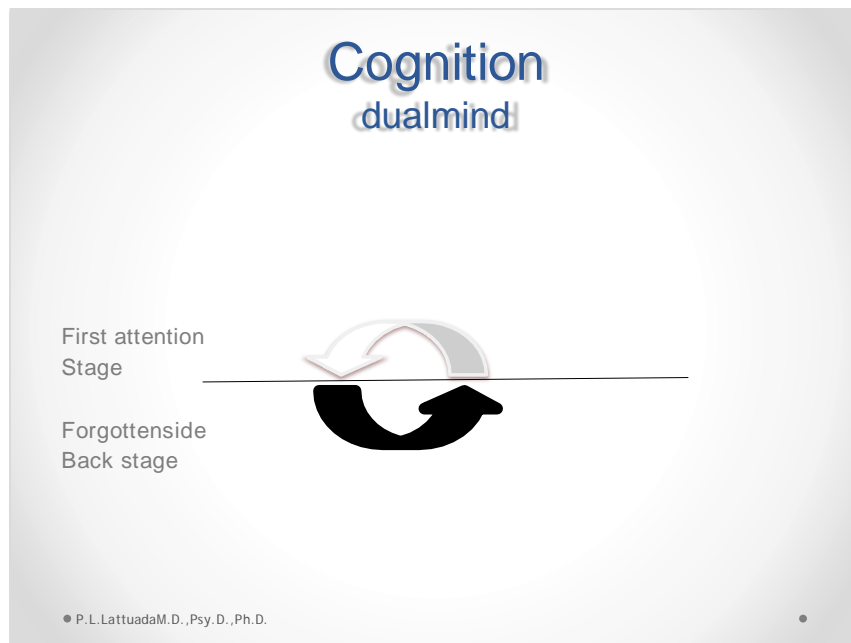 Cognition
dualmind
First attention
Stage
Forgottenside
Back stage
P.L.LattuadaM.D.,Psy.D.,Ph.D.